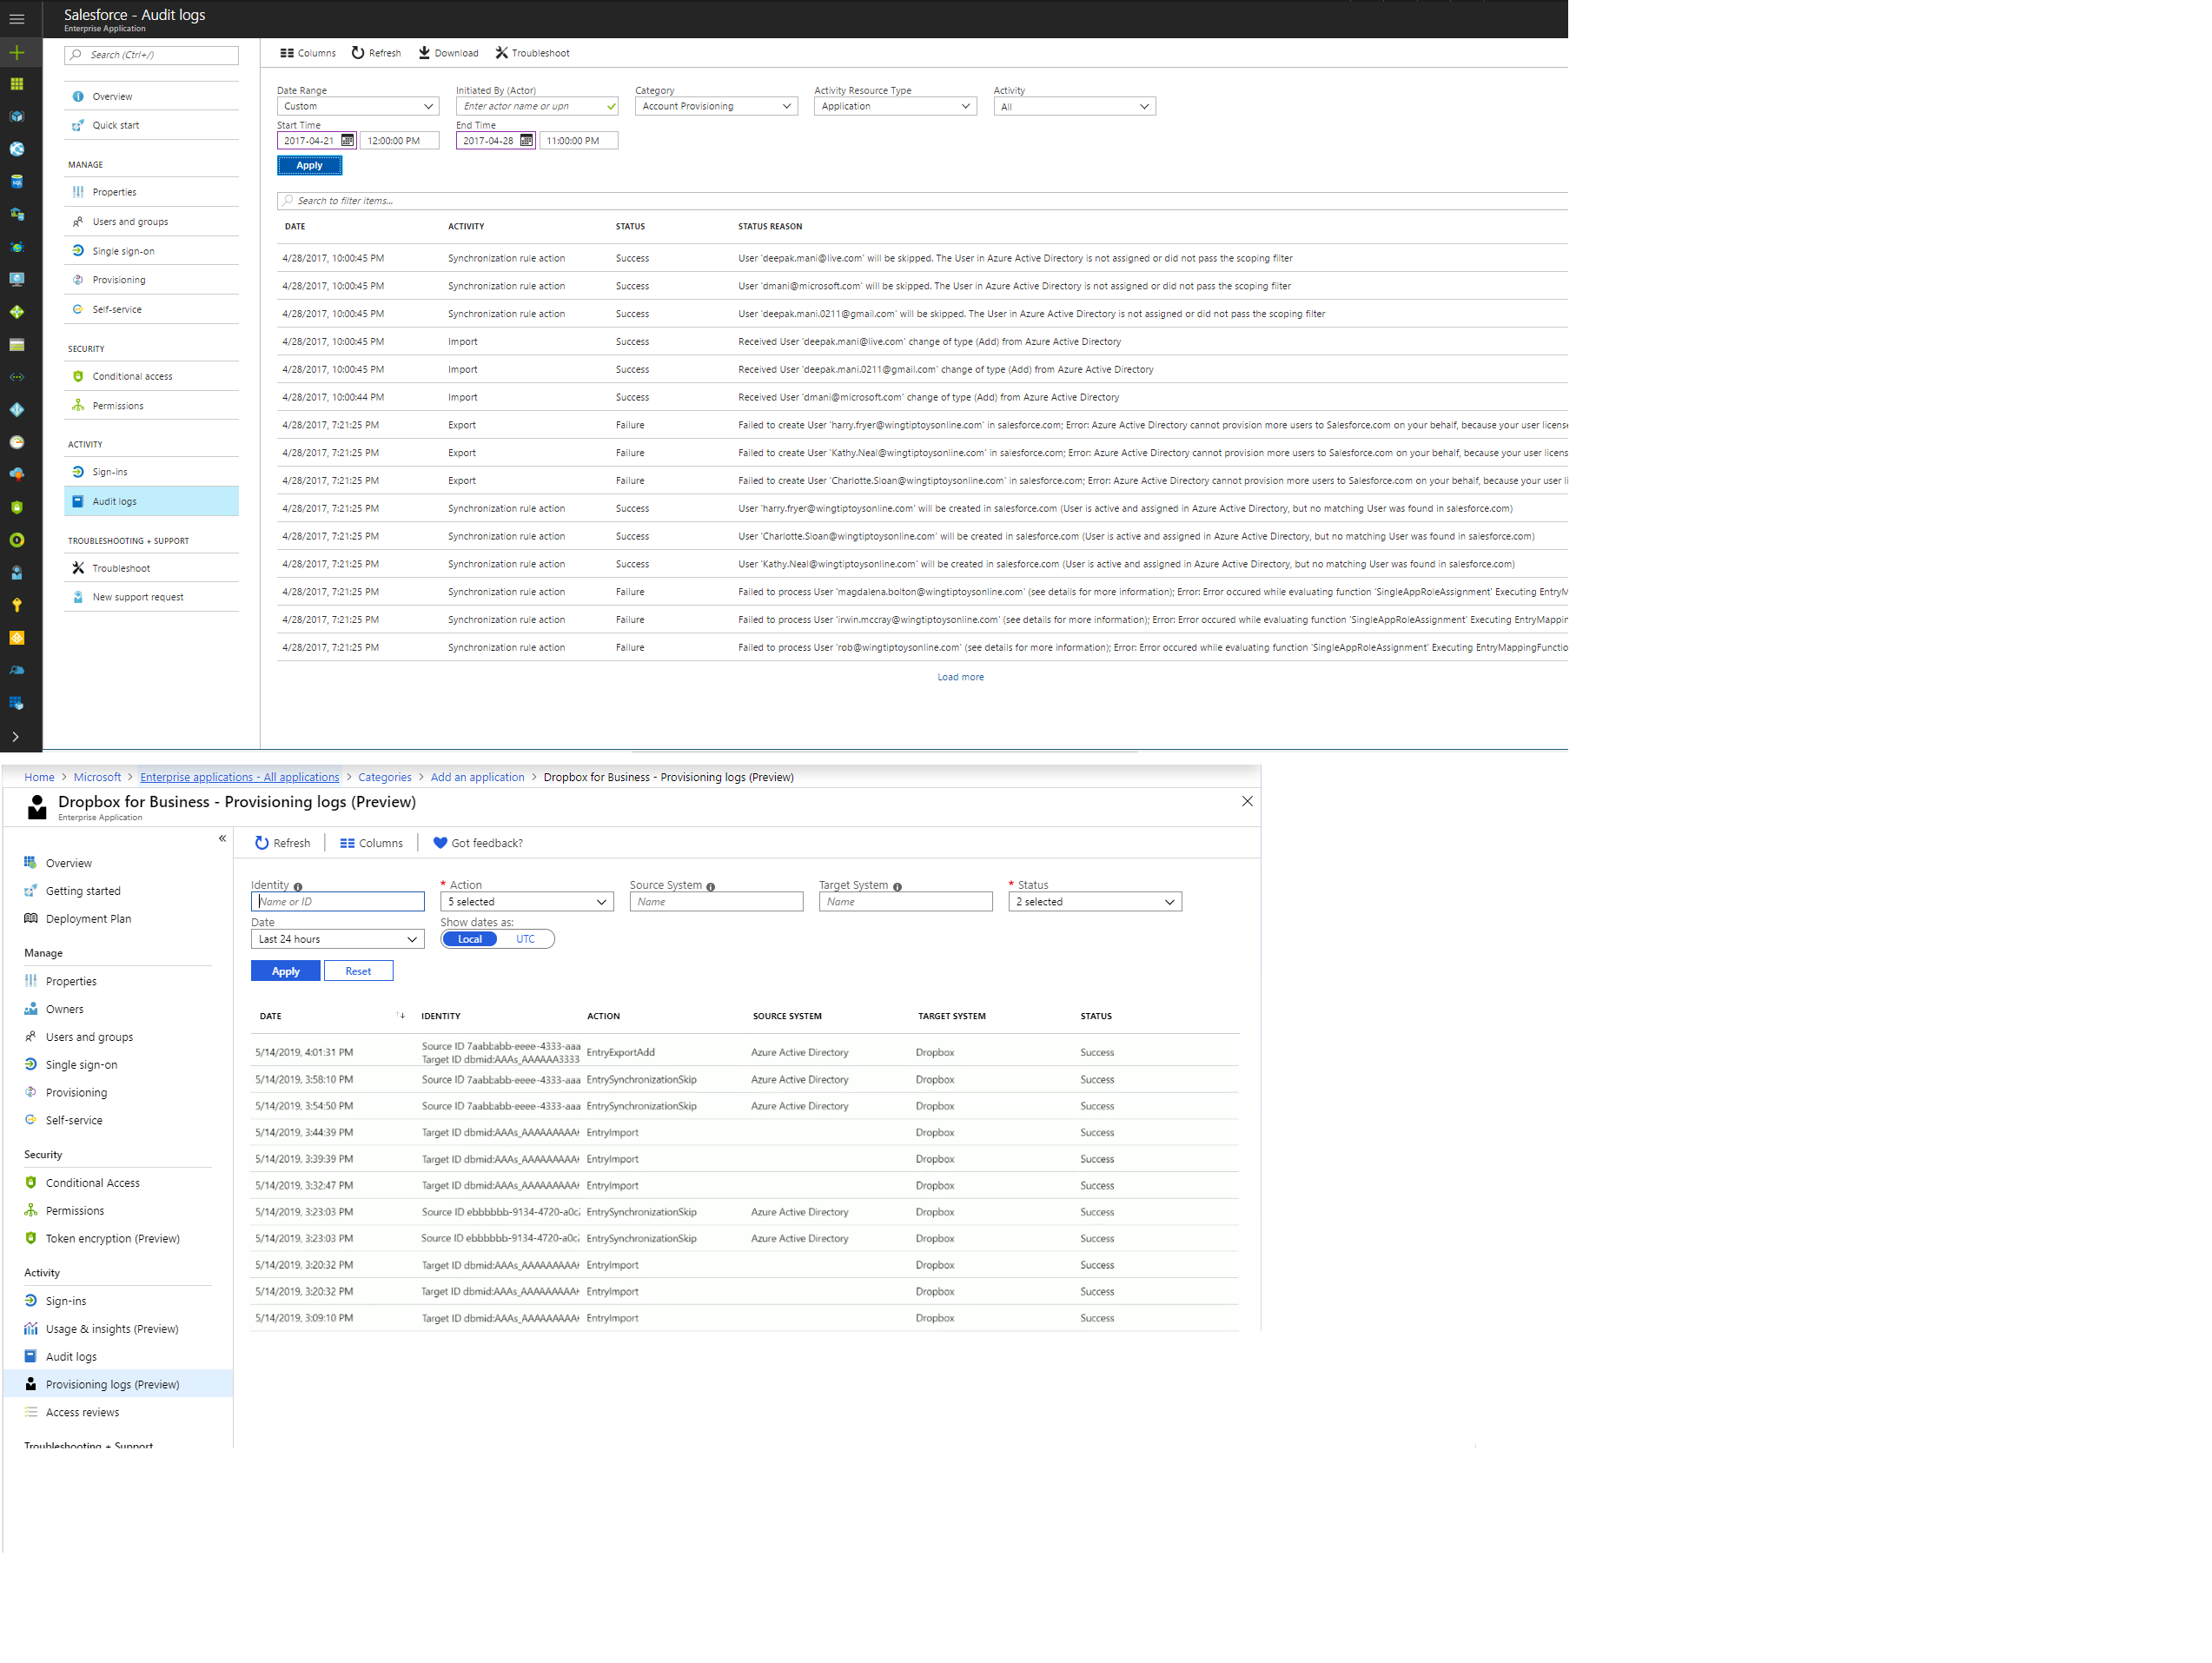 Salesforce - Audit logs
Enterprise Application
Search (Ctrl+/)
Overview
Quick start
MANAGE
Properties
Users and groups
Single sign-on
Provisioning
Self-service
SECURITY
Conditional access
Permissions
ACTIVITY
Sign-ins
Audit logs
TROUBLESHOOTING + SUPPORT
Troubleshoot
New support request
Columns Refresh Download Troubleshoot
Date Range Initiated By (Actor) Category Activity Resource Type Activity
Custom Enter actor name or upn Account Provisioning Application All
Start Time End Time
2017-04-21 12:00:00 PM 2017-04-28 11:00:00 PM
Apply
Search to filter items...
DATE ACTIVITY STATUS STATUS REASON
4/28/2017, 10:00:45 PM Synchronization rule action Success User 'deepak.mani@live.com' will be skipped. The User in Azure Active Directory is not assigned or did not pass the scoping filter
4/28/2017, 10:00:45 PM Synchronization rule action Success User 'dmani@microsoft.com' will be skipped. The User in Azure Active Directory is not assigned or did not pass the scoping filter
4/28/2017, 10:00:45 PM Synchronization rule action Success User 'deepak.mani.0211@gmail.com' will be skipped. The User in Azure Active Directory is not assigned or did not pass the scoping filter
4/28/2017, 10:00:45 PM Import Success Received User 'deepak.mani@live.com' change of type (Add) from Azure Active Directory
4/28/2017, 10:00:45 PM Import Success Received User 'deepak.mani.0211@gmail.com' change of type (Add) from Azure Active Directory
4/28/2017, 10:00:44 PM Import Success Received User 'dmani@microsoft.com' change of type (Add) from Azure Active Directory
4/28/2017, 7:21:25 PM Export Failure Failed to create User 'harry.fryer@wingtiptoysonline.com' in salesforce.com; Error: Azure Active Directory cannot provision more users to Salesforce.com on your behalf, because your user license
4/28/2017, 7:21:25 PM Export Failure Failed to create User 'Kathy.Neal@wingtiptoysonline.com' in salesforce.com; Error: Azure Active Directory cannot provision more users to Salesforce.com on your behalf, because your user licens
4/28/2017, 7:21:25 PM Export Failure Failed to create User 'Charlotte.Sloan@wingtiptoysonline.com' in salesforce.com; Error: Azure Active Directory cannot provision more users to Salesforce.com on your behalf, because your user li
4/28/2017, 7:21:25 PM Synchronization rule action Success User 'harry.fryer@wingtiptoysonline.com' will be created in salesforce.com (User is active and assigned in Azure Active Directory, but no matching User was found in salesforce.com)
4/28/2017, 7:21:25 PM Synchronization rule action Success User 'Charlotte.Sloan@wingtiptoysonline.com' will be created in salesforce.com (User is active and assigned in Azure Active Directory, but no matching User was found in salesforce.com)
4/28/2017, 7:21:25 PM Synchronization rule action Success User 'Kathy.Neal@wingtiptoysonline.com' will be created in salesforce.com (User is active and assigned in Azure Active Directory, but no matching User was found in salesforce.com)
4/28/2017, 7:21:25 PM Synchronization rule action Failure Failed to process User 'magdalena.bolton@wingtiptoysonline.com' (see details for more information); Error: Error occured while evaluating function 'SingleAppRoleAssignment' Executing EntryM
4/28/2017, 7:21:25 PM Synchronization rule action Failure Failed to process User 'irwin.mccray@wingtiptoysonline.com' (see details for more information); Error: Error occured while evaluating function 'SingleAppRoleAssignment' Executing EntryMappin
4/28/2017, 7:21:25 PM Synchronization rule action Failure Failed to process User 'rob@wingtiptoysonline.com' (see details for more information); Error: Error occured while evaluating function 'SingleAppRoleAssignment' Executing EntryMappingFunctio
Load more
Home > Microsoft > Enterprise applications - All applications > Categories > Add an application > Dropbox for Business - Provisioning logs (Preview)
Dropbox for Business - Provisioning logs (Preview)
Enterprise Application
Overview
Getting started
Deployment Plan
Manage
Properties
Owners
Users and groups
Single sign-on
Provisioning
Self-service
Security
Conditional Access
Permissions
Token encryption (Preview)
Activity
Sign-ins
Usage & insights (Preview)
Audit logs
Provisioning logs (Preview)
Access reviews
Troubleshooting + Support
Refresh Columns Got feedback?
Identity * Action Source System Target System * Status
Name or ID 5 selected Name Name 2 selected
Date Show dates as:
Last 24 hours Local UTC
Apply Reset
DATE IDENTITY ACTION SOURCE SYSTEM TARGET SYSTEM STATUS
5/14/2019, 4:01:31 PM Source ID 7aabbabb-eeee-4333-aaa EntryExportAdd Azure Active Directory Dropbox Success
Target ID dbmid:AAAs_AAAAAA3333
5/14/2019, 3:58:10 PM Source ID 7aabbabb-eeee-4333-aaa EntrySynchronizationSkip Azure Active Directory Dropbox Success
5/14/2019, 3:54:50 PM Source ID 7aabbabb-eeee-4333-aaa EntrySynchronizationSkip Azure Active Directory Dropbox Success
5/14/2019, 3:44:39 PM Target ID dbmid:AAAs_AAAAAAAAA EntryImport Dropbox Success
5/14/2019, 3:39:39 PM Target ID dbmid:AAAs_AAAAAAAAA EntryImport Dropbox Success
5/14/2019, 3:32:47 PM Target ID dbmid:AAAs_AAAAAAAAA EntryImport Dropbox Success
5/14/2019, 3:23:03 PM Source ID ebbbbbb-9134-4720-a0c EntrySynchronizationSkip Azure Active Directory Dropbox Success
5/14/2019, 3:23:03 PM Source ID ebbbbbb-9134-4720-a0c EntrySynchronizationSkip Azure Active Directory Dropbox Success
5/14/2019, 3:20:32 PM Target ID dbmid:AAAs_AAAAAAAAA EntryImport Dropbox Success
5/14/2019, 3:20:32 PM Target ID dbmid:AAAs_AAAAAAAAA EntryImport Dropbox Success
5/14/2019, 3:09:10 PM Target ID dbmid:AAAs_AAAAAAAAA EntryImport Dropbox Success